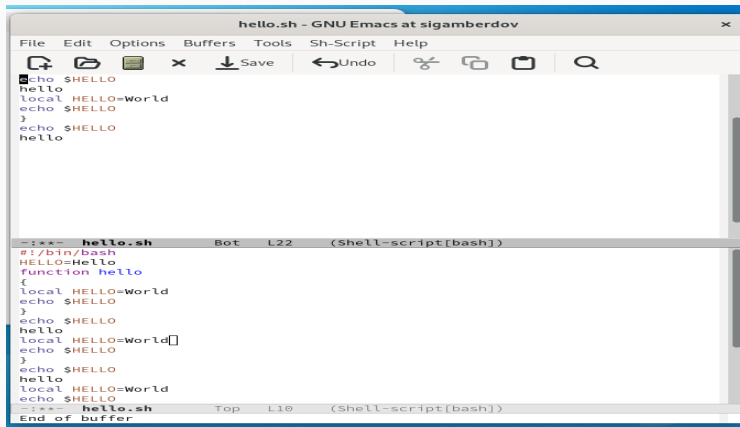 hello.sh - GNU Emacs at sigamberdov ×
File Edit Options Buffers Tools Sh-Script Help
Save Undo
echo $HELLO
hello
local HELLO=World
echo $HELLO
}
echo $HELLO
hello
-:**- hello.sh Bot L22 (Shell-script[bash])
#!/bin/bash
HELLO=Hello
function hello
{
local HELLO=World
echo $HELLO
}
echo $HELLO
hello
local HELLO=World
echo $HELLO
}
echo $HELLO
hello
local HELLO=World
echo $HELLO
-:**- hello.sh Top L10 (Shell-script[bash])
End of buffer